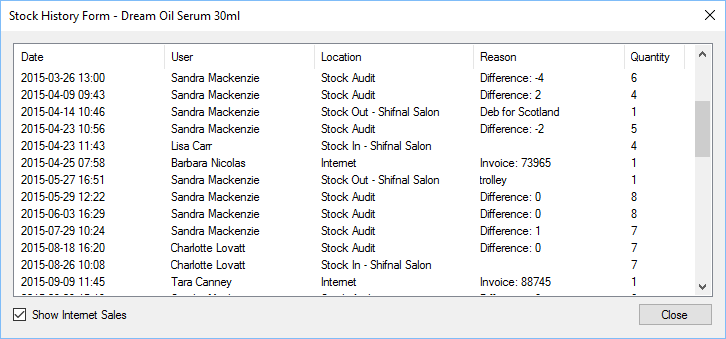 Stock History Form - Dream Oil Serum 30ml
Date User Location Reason Quantity
2015-03-26 13:00 Sandra Mackenzie Stock Audit Difference: -4 6
2015-04-09 09:43 Sandra Mackenzie Stock Audit Difference: 2 4
2015-04-14 10:46 Sandra Mackenzie Stock Out - Shifnal Salon Deb for Scotland 1
2015-04-23 10:56 Sandra Mackenzie Stock Audit Difference: -2 5
2015-04-23 11:43 Lisa Carr Stock In - Shifnal Salon 4
2015-04-25 07:58 Barbara Nicolas Internet Invoice: 73965 1
2015-05-27 16:51 Sandra Mackenzie Stock Out - Shifnal Salon trolley 1
2015-05-29 12:22 Sandra Mackenzie Stock Audit Difference: 0 8
2015-06-03 16:29 Sandra Mackenzie Stock Audit Difference: 0 8
2015-07-29 10:24 Sandra Mackenzie Stock Audit Difference: 1 7
2015-08-18 16:20 Charlotte Lovatt Stock Audit Difference: 0 7
2015-08-26 10:08 Charlotte Lovatt Stock In - Shifnal Salon 7
2015-09-09 11:45 Tara Canney Internet Invoice: 88745 1
Show Internet Sales Close